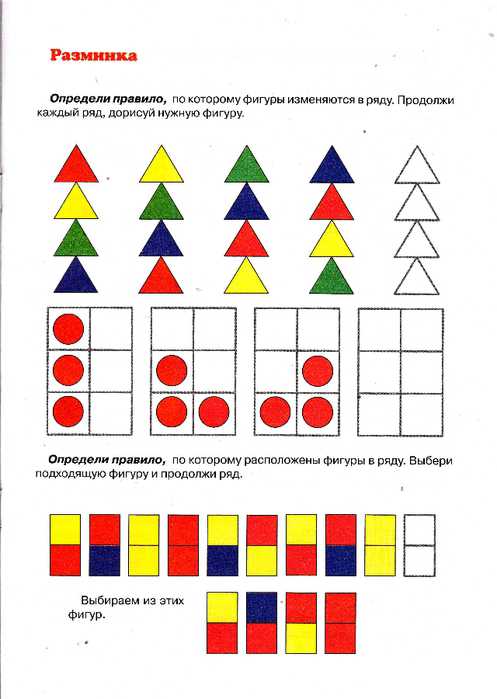 Разминка
Определи правило, по которому фигуры изменяются в ряду. Продолжи
каждый ряд, дорисуй нужную фигуру.
Определи правило, по которому расположены фигуры в ряду. Выбери
подходящую фигуру и продолжи ряд.
Выбираем из этих
фигур.